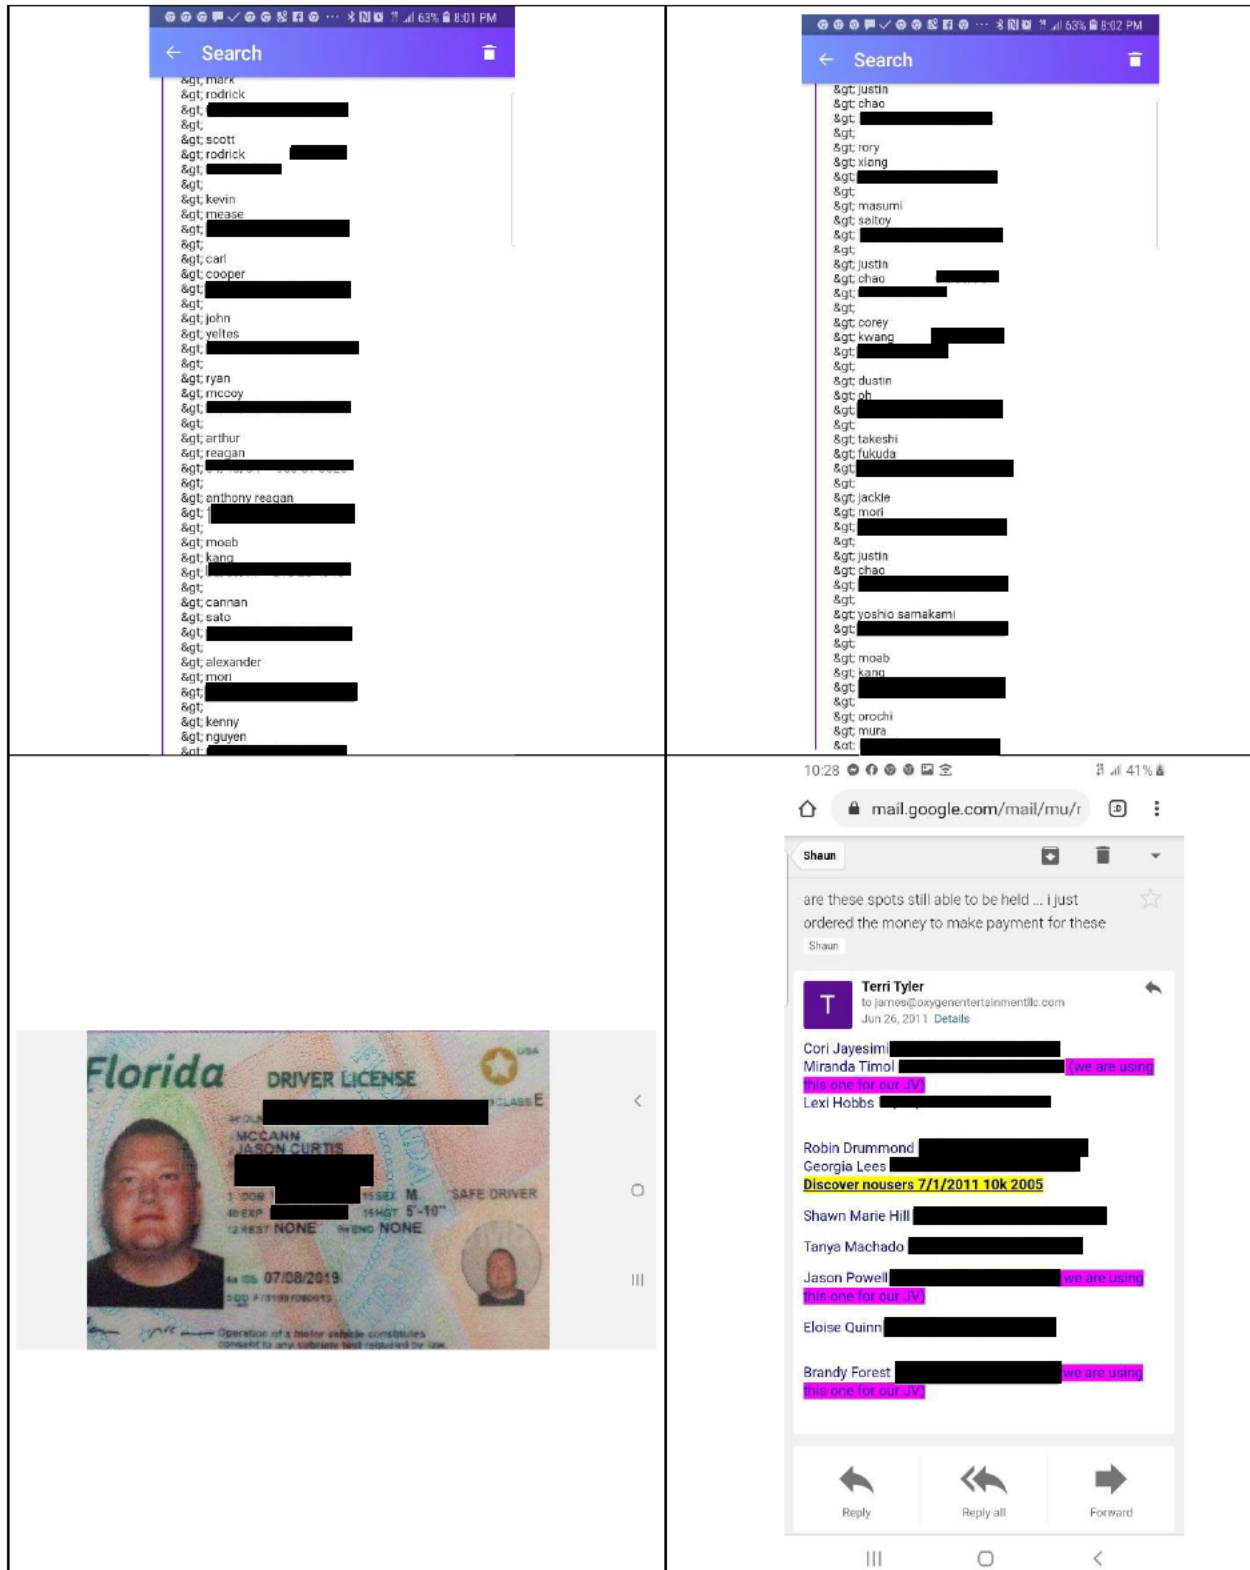 8:01 PM
63%
Search
&gt; mark
&gt; rodrick
&gt;
&gt;
&gt; scott
&gt; rodrick
&gt;
&gt;
&gt; kevin
&gt; mease
&gt;
&gt;
&gt; carl
&gt; cooper
&gt;
&gt;
&gt; john
&gt; yeltes
&gt;
&gt;
&gt; ryan
&gt; mccoy
&gt;
&gt;
&gt; arthur
&gt; reagan
&gt;
&gt;
&gt; anthony reagan
&gt;
&gt;
&gt; moab
&gt; kang
&gt;
&gt;
&gt; cannan
&gt; sato
&gt;
&gt;
&gt; alexander
&gt; mori
&gt;
&gt;
&gt; kenny
&gt; nguyen
&gt;
63% 8:02 PM
Search
&gt; justin
&gt; chao
&gt;
&gt;
&gt; rory
&gt; xiang
&gt;
&gt;
&gt; masumi
&gt; saitoy
&gt;
&gt;
&gt; justin
&gt; chao
&gt;
&gt;
&gt; corey
&gt; kwang
&gt;
&gt;
&gt; dustin
&gt; oh
&gt;
&gt;
&gt; takeshi
&gt; fukuda
&gt;
&gt;
&gt; jackie
&gt; mori
&gt;
&gt;
&gt; justin
&gt; chao
&gt;
&gt;
&gt; yoshio samakami
&gt;
&gt;
&gt; moab
&gt; kang
&gt;
&gt;
&gt; orochi
&gt; mura
&gt;
Florida
USA
DRIVER LICENSE
CLASS E
MCCANN
JASON CURTIS
DOB
SEX M
SAFE DRIVER
EXP
HGT 5'-10"
REST NONE
END NONE
ISS 07/08/2019
Operation of a motor vehicle constitutes
consent to any sobriety test required by law.
10:28
41%
mail.google.com/mail/mu/r
:D
Shaun
are these spots still able to be held ... i just
ordered the money to make payment for these
Shaun
T
Terri Tyler
to james@oxygenentertainmentllc.com
Jun 26, 2011 Details
Cori Jayesimi
Miranda Timol (we are using
this one for our JV)
Lexi Hobbs
Robin Drummond
Georgia Lees
Discover nousers 7/1/2011 10k 2005
Shawn Marie Hill
Tanya Machado
Jason Powell we are using
this one for our JV)
Eloise Quinn
Brandy Forest we are using
this one for our JV)
Reply
Reply all
Forward